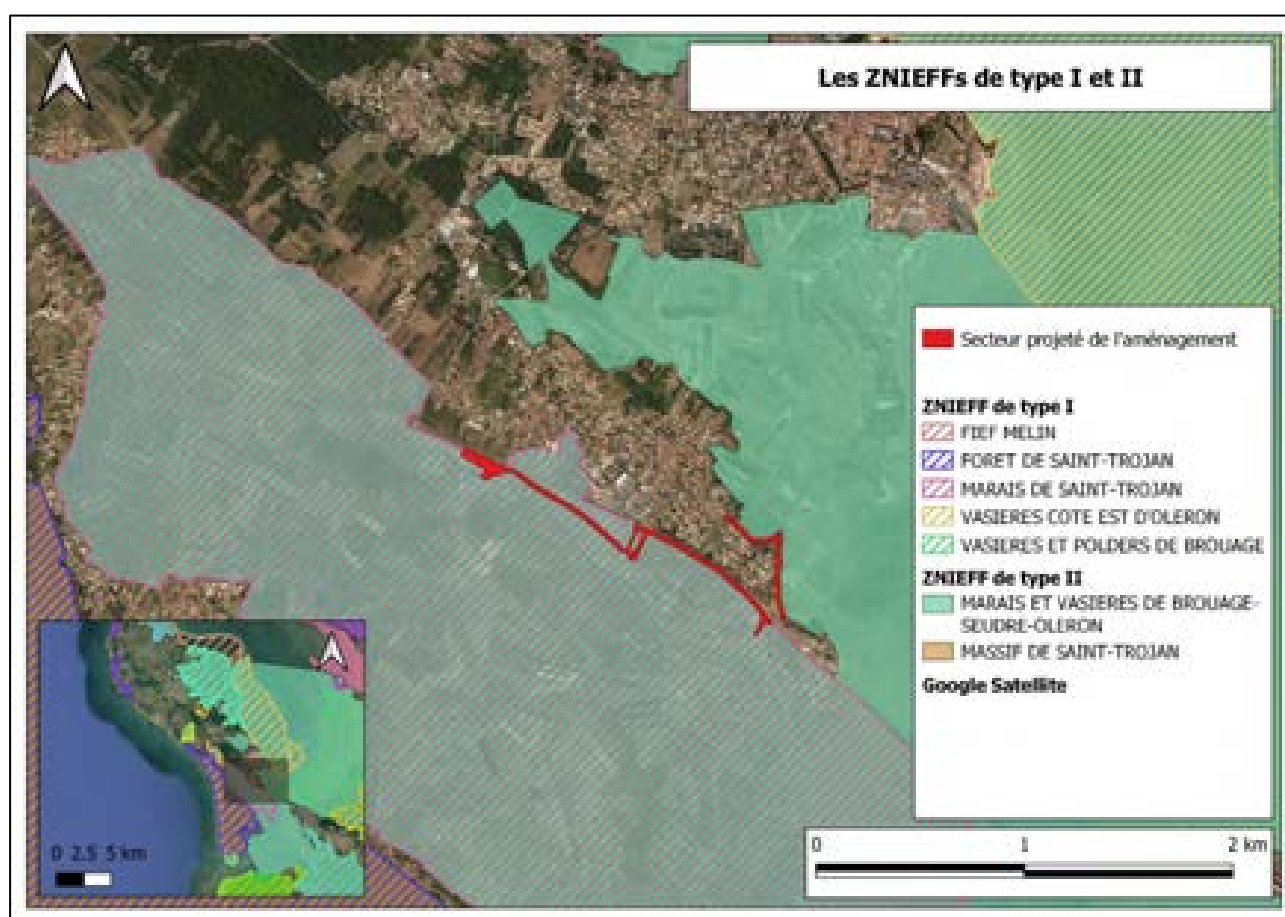 Les ZNIEFFs de type I et II
Secteur projeté de l'aménagement
ZNIEFF de type I
FIEF MELIN
FORET DE SAINT-TROJAN
MARAIS DE SAINT-TROJAN
VASIERES COTE EST D'OLERON
VASIERES ET POLDERS DE BROUAGE
ZNIEFF de type II
MARAIS ET VASIERES DE BROUAGE-
SEUDRE-OLERON
MASSIF DE SAINT-TROJAN
Google Satellite
0 2.5 5 km
0 1 2 km